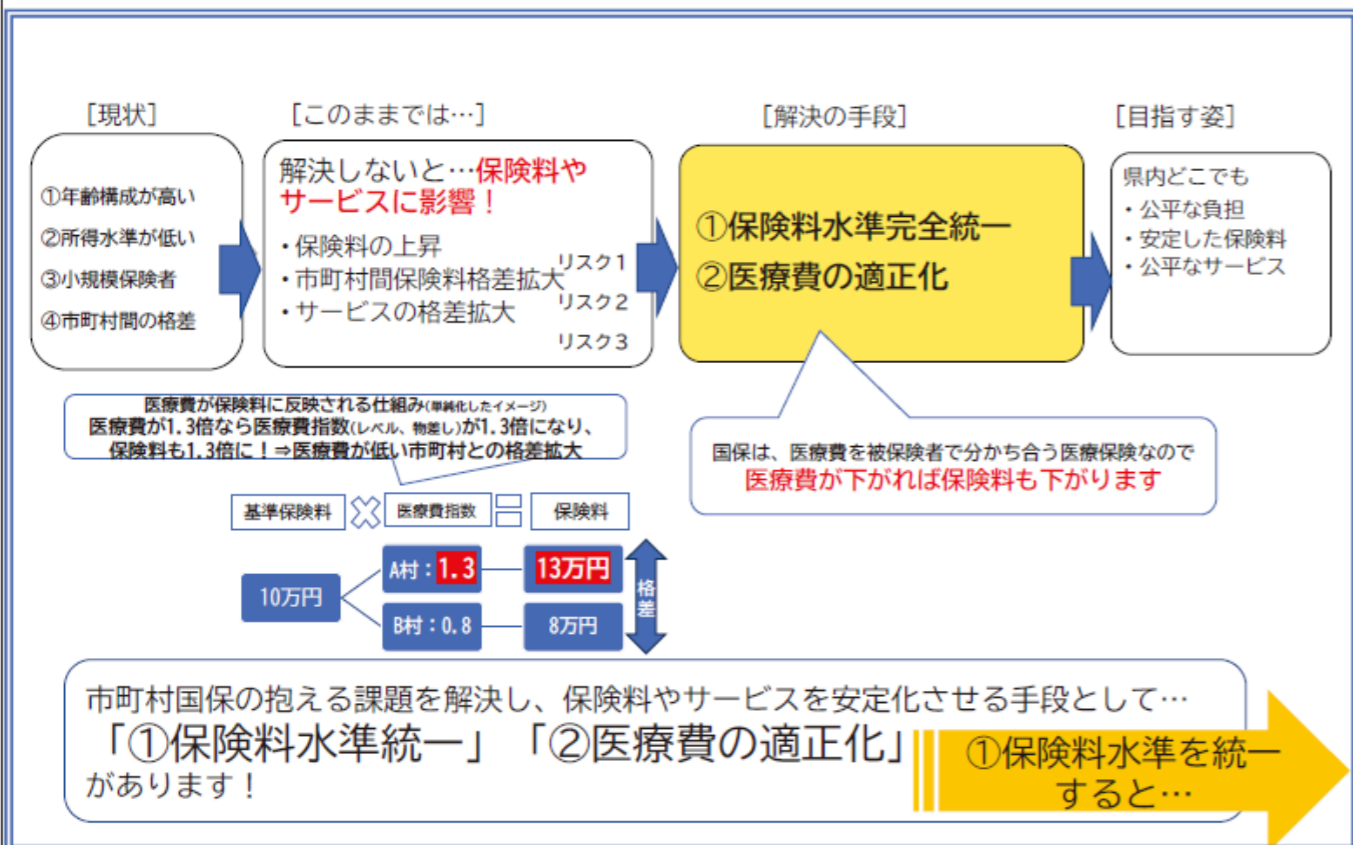 [現状]
①年齢構成が高い
②所得水準が低い
③小規模保険者
④市町村間の格差
[このままでは…]
解決しないと…保険料や
サービスに影響！
・保険料の上昇
・市町村間保険料格差拡大
・サービスの格差拡大
リスク1
リスク2
リスク3
[解決の手段]
①保険料水準完全統一
②医療費の適正化
[目指す姿]
県内どこでも
・公平な負担
・安定した保険料
・公平なサービス
医療費が保険料に反映される仕組み(単純化したイメージ)
医療費が1.3倍なら医療費指数(レベル、物差し)が1.3倍になり、
保険料も1.3倍に！⇒医療費が低い市町村との格差拡大
国保は、医療費を被保険者で分かち合う医療保険なので
医療費が下がれば保険料も下がります
基準保険料 × 医療費指数 = 保険料
10万円
A村：1.3 13万円
B村：0.8 8万円
格差
市町村国保の抱える課題を解決し、保険料やサービスを安定化させる手段として…
「①保険料水準統一」「②医療費の適正化」
があります！
①保険料水準を統一
すると…